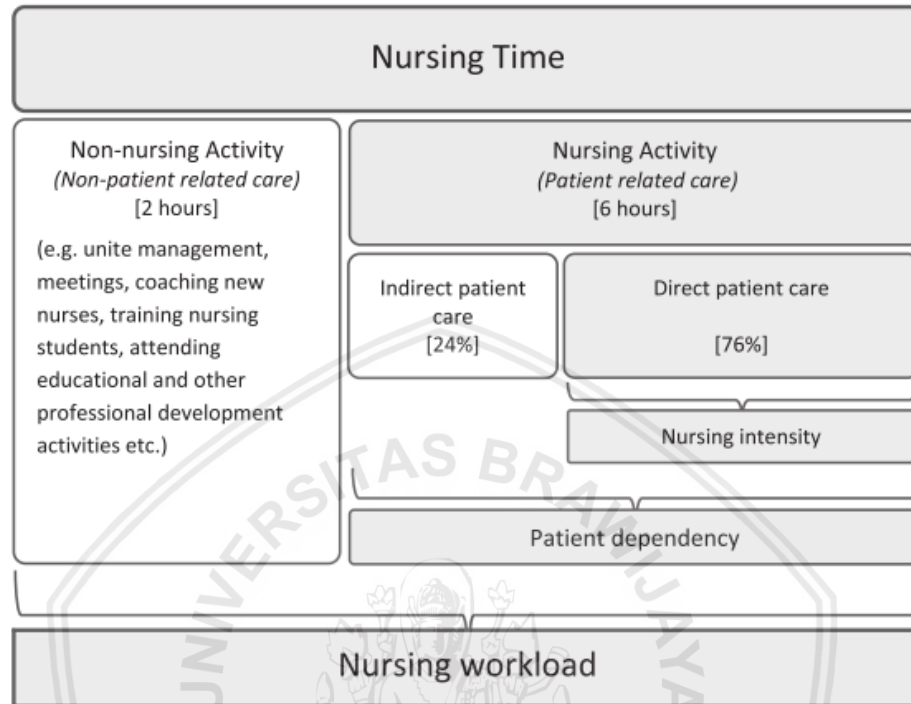 Nursing Time
Non-nursing Activity
(Non-patient related care)
[2 hours]
(e.g. unite management,
meetings, coaching new
nurses, training nursing
students, attending
educational and other
professional development
activities etc.)
Nursing Activity
(Patient related care)
[6 hours]
Indirect patient
care
[24%]
Direct patient care
[76%]
Nursing intensity
Patient dependency
Nursing workload
UNIVERSITAS BRAWIJAYA